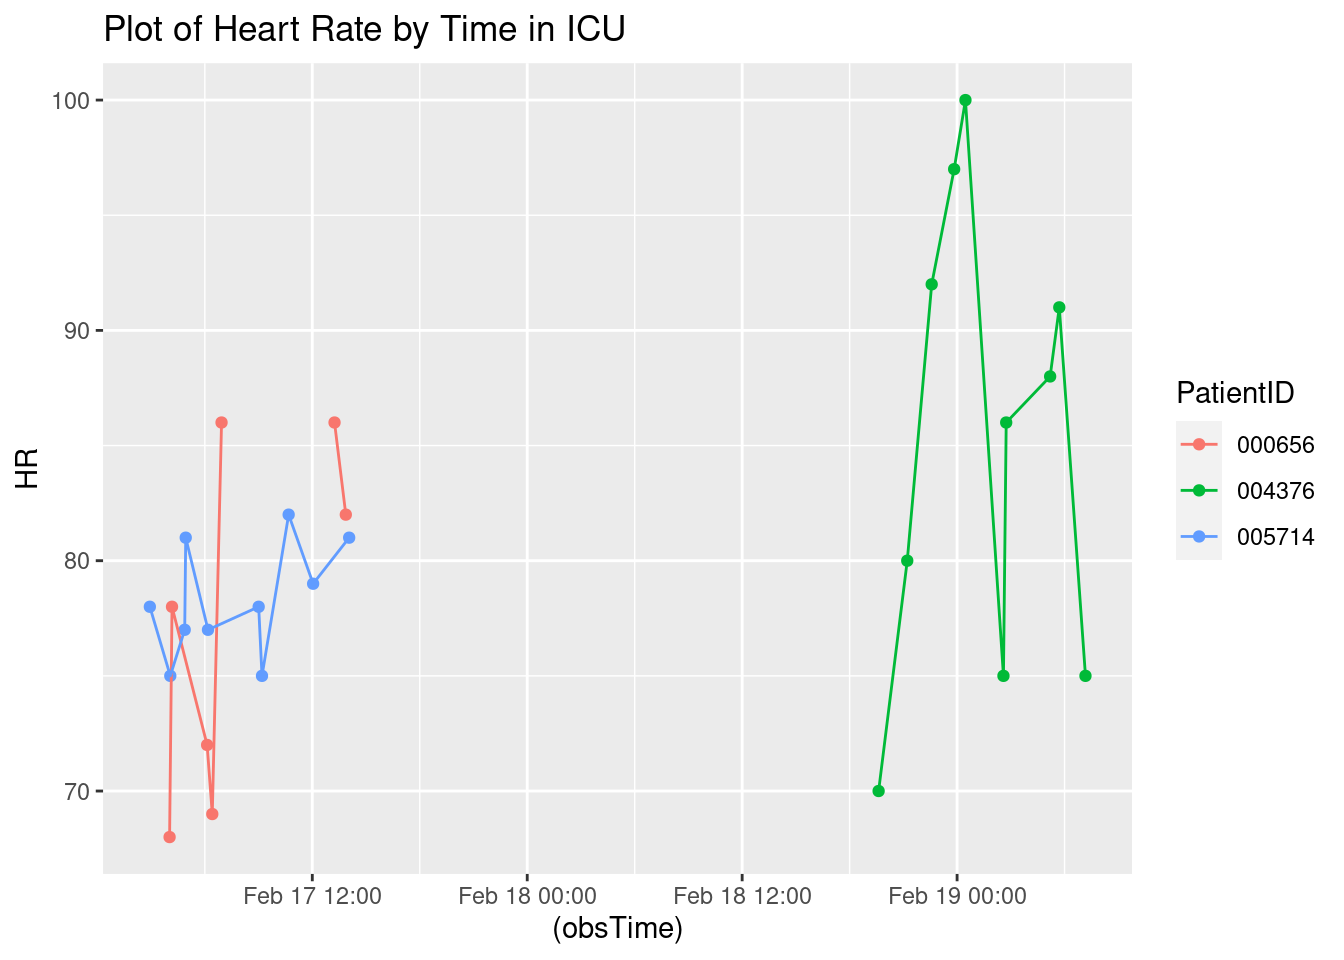 Plot of Heart Rate by Time in ICU
100
90
80
70
HR
Feb 17 12:00
Feb 18 00:00
Feb 18 12:00
Feb 19 00:00
(obsTime)
PatientID
000656
004376
005714